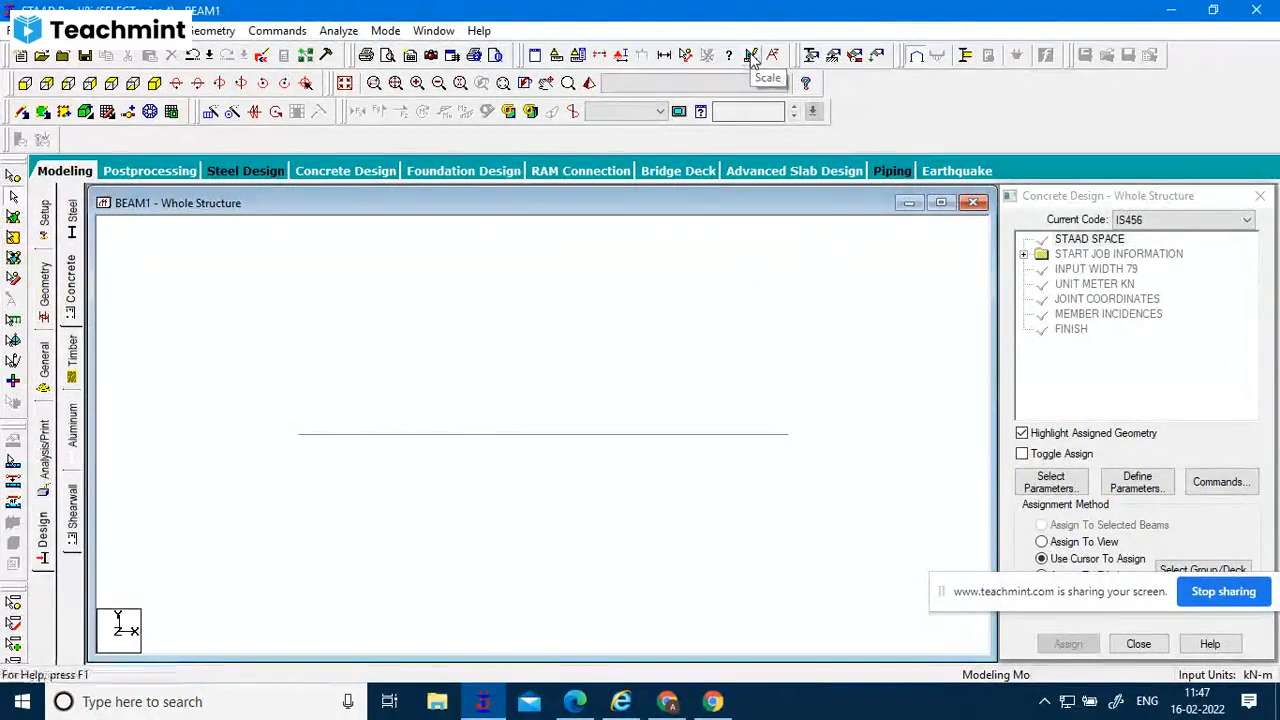 STAAD.Pro V8i (SELECTseries 4) - BEAM1
Teachmint
Geometry Commands Analyze Mode Window Help
Scale
Modeling Postprocessing Steel Design Concrete Design Foundation Design RAM Connection Bridge Deck Advanced Slab Design Piping Earthquake
Setup
Geometry
General
Analysis/Print
Design
Steel
Concrete
Timber
Aluminum
Shearwall
BEAM1 - Whole Structure
Y
Z X
Concrete Design - Whole Structure
Current Code: IS456
STAAD SPACE
START JOB INFORMATION
INPUT WIDTH 79
UNIT METER KN
JOINT COORDINATES
MEMBER INCIDENCES
FINISH
Highlight Assigned Geometry
Toggle Assign
Select Parameters..
Define Parameters..
Commands...
Assignment Method
Assign To Selected Beams
Assign To View
Use Cursor To Assign
Select Group/Deck
www.teachmint.com is sharing your screen.
Stop sharing
Assign Close Help
For Help, press F1
Modeling Mo
Input Units: kN-m
Type here to search
ENG
11:47
16-02-2022